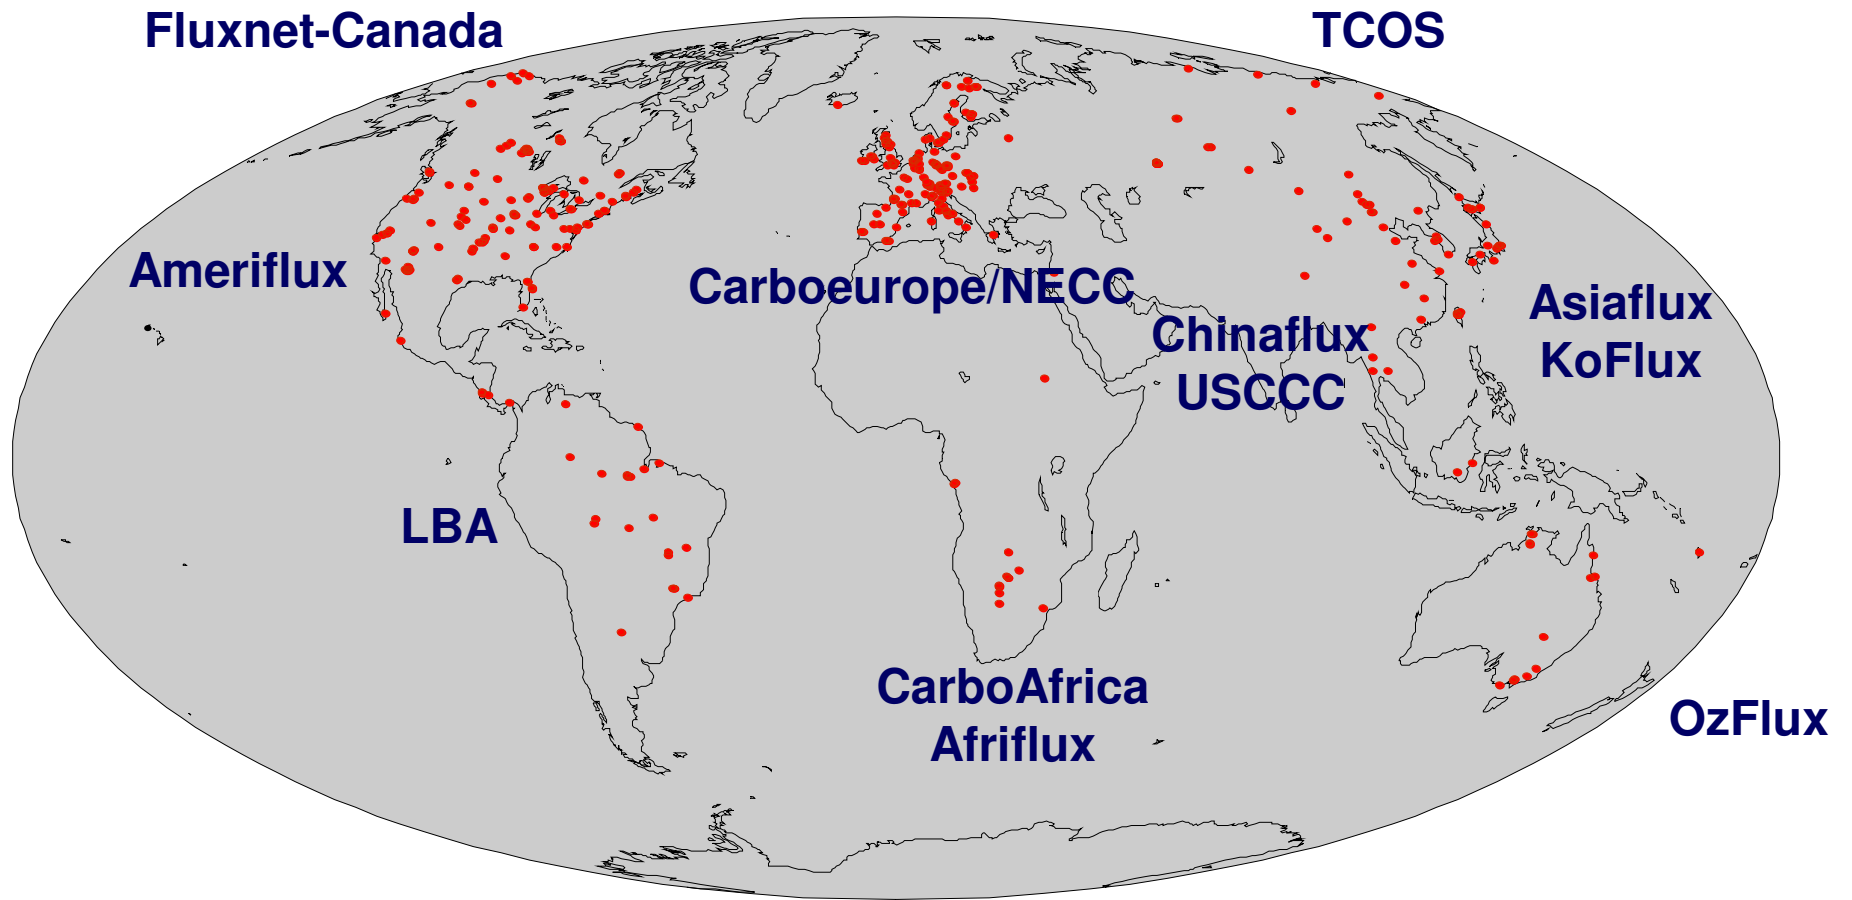 Fluxnet-Canada
TCOS
Ameriflux
Carboeurope/NECC
Chinaflux
USCCC
Asiaflux
KoFlux
LBA
CarboAfrica
Afriflux
OzFlux